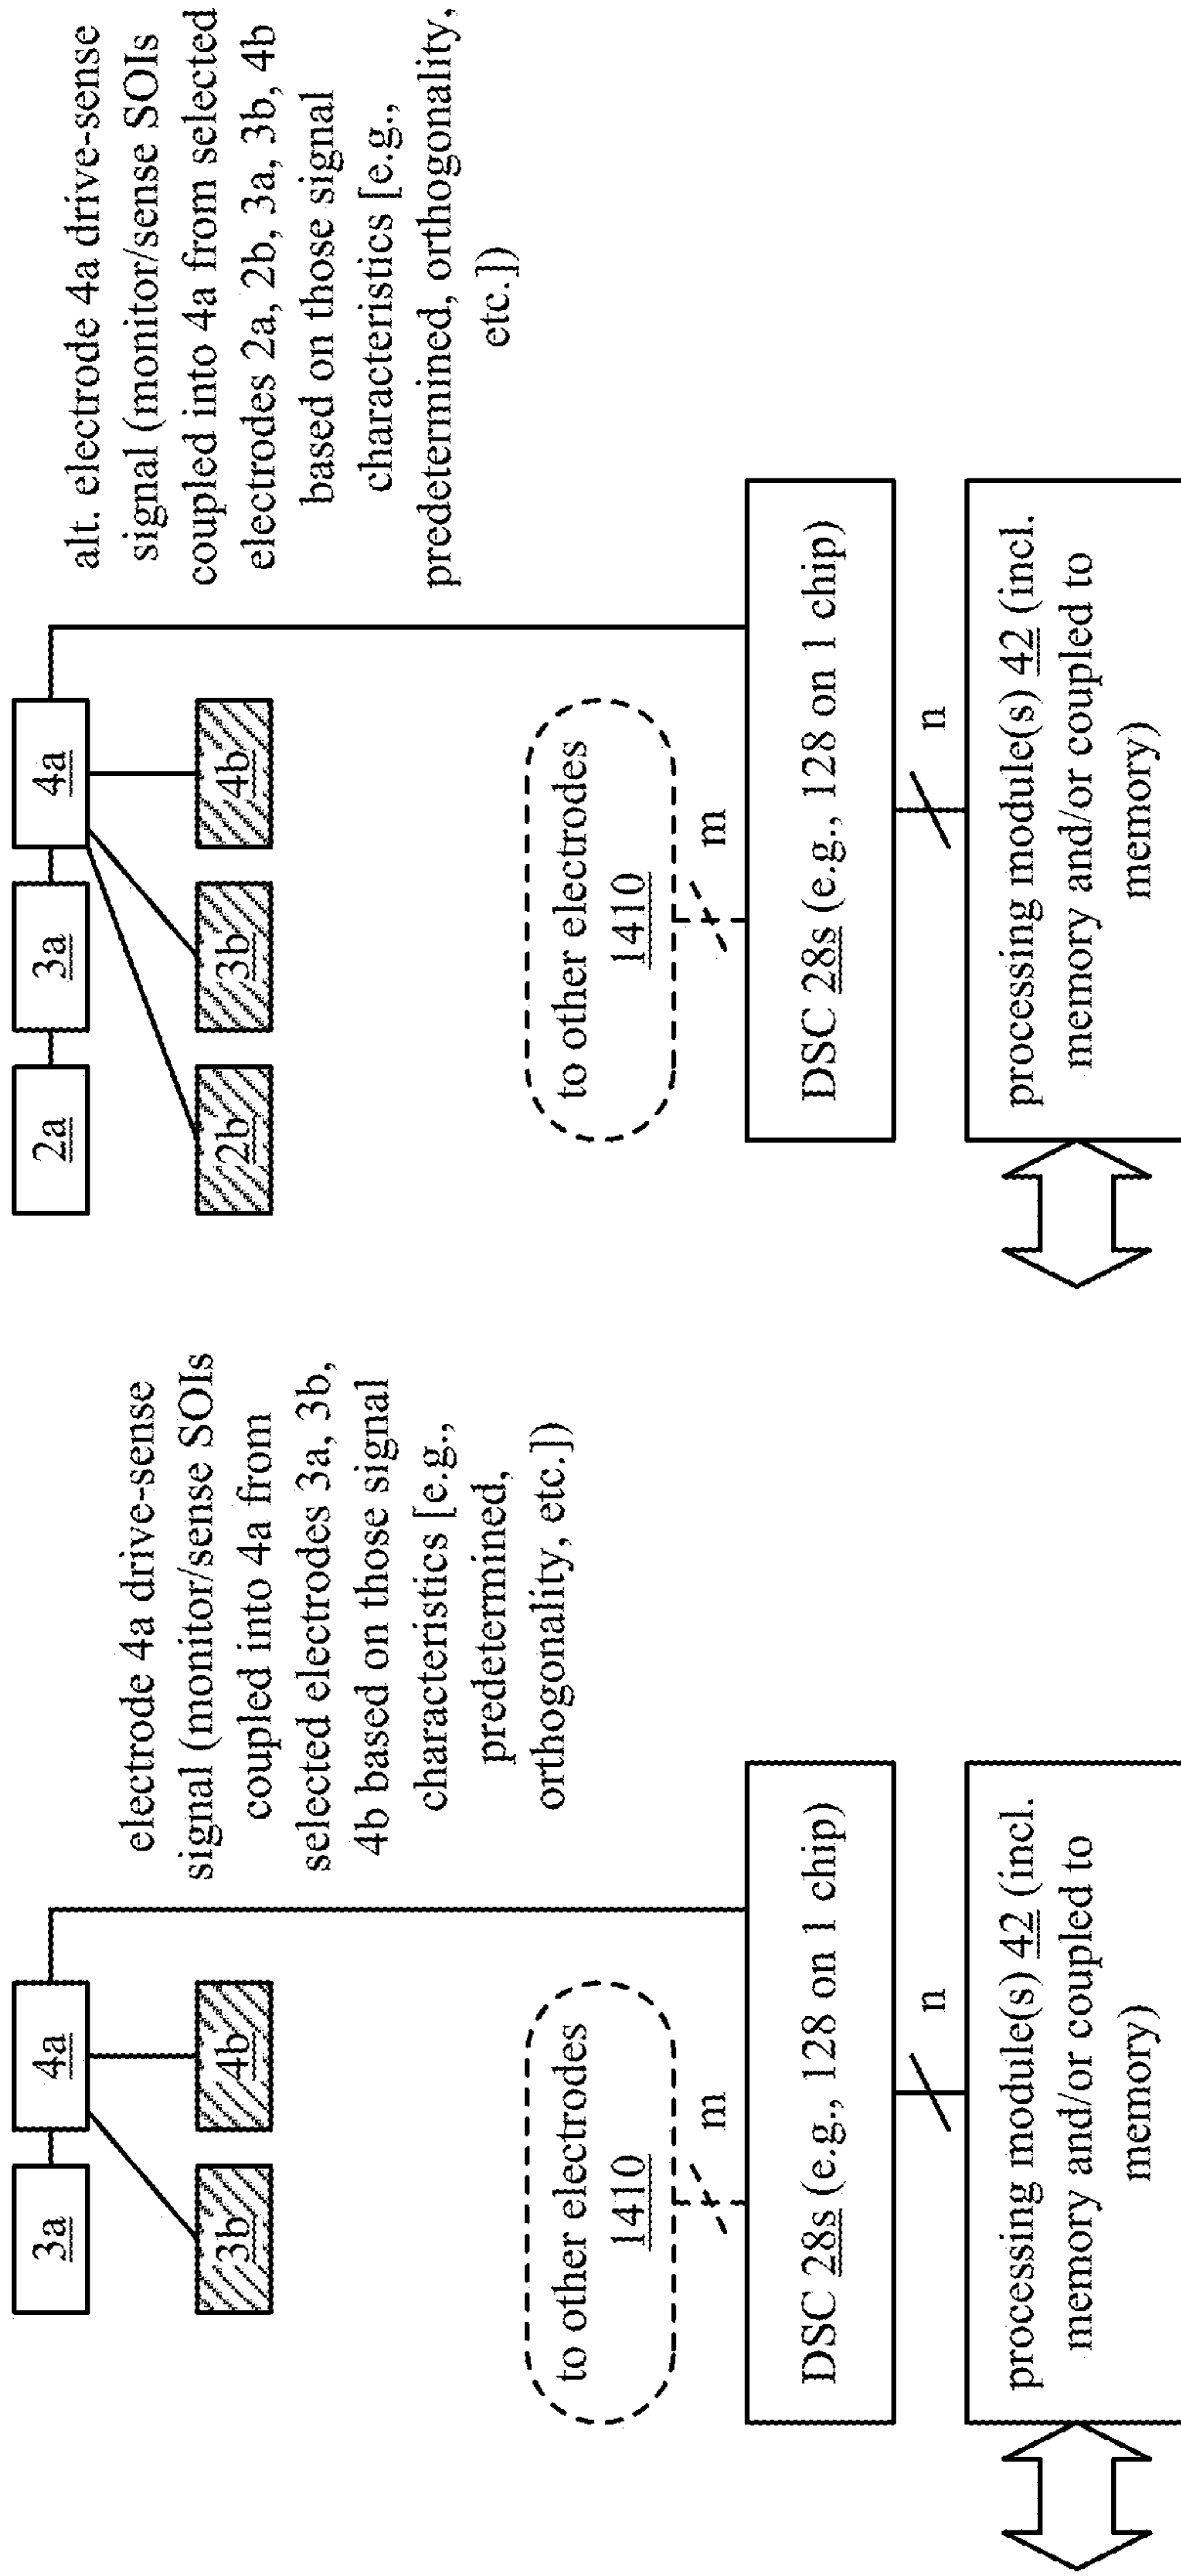 3a
4a
3b
4b
electrode 4a drive-sense
signal (monitor/sense SOIs
coupled into 4a from
selected electrodes 3a, 3b,
4b based on those signal
characteristics [e.g.,
predetermined,
orthogonality, etc.])
to other electrodes
1410
m
DSC 28s (e.g., 128 on 1 chip)
n
processing module(s) 42 (incl.
memory and/or coupled to
memory)
2a
3a
4a
2b
3b
4b
alt. electrode 4a drive-sense
signal (monitor/sense SOIs
coupled into 4a from selected
electrodes 2a, 2b, 3a, 3b, 4b
based on those signal
characteristics [e.g.,
predetermined, orthogonality,
etc.])
to other electrodes
1410
m
DSC 28s (e.g., 128 on 1 chip)
n
processing module(s) 42 (incl.
memory and/or coupled to
memory)